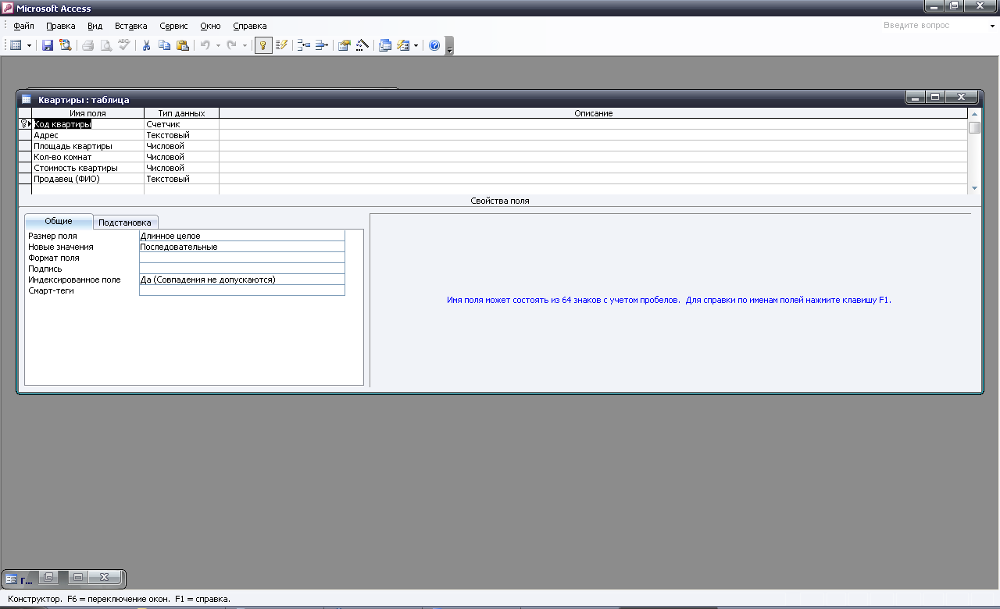 Microsoft Access
Файл Правка Вид Вставка Сервис Окно Справка Введите вопрос
Квартиры : таблица
Имя поля Тип данных Описание
Код квартиры Счетчик
Адрес Текстовый
Площадь квартиры Числовой
Кол-во комнат Числовой
Стоимость квартиры Числовой
Продавец (ФИО) Текстовый
Свойства поля
Общие Подстановка
Размер поля Длинное целое
Новые значения Последовательные
Формат поля
Подпись
Индексированное поле Да (Совпадения не допускаются)
Смарт-теги
Имя поля может состоять из 64 знаков с учетом пробелов. Для справки по именам полей нажмите клавишу F1.
Г...
Конструктор. F6 = переключение окон. F1 = справка.